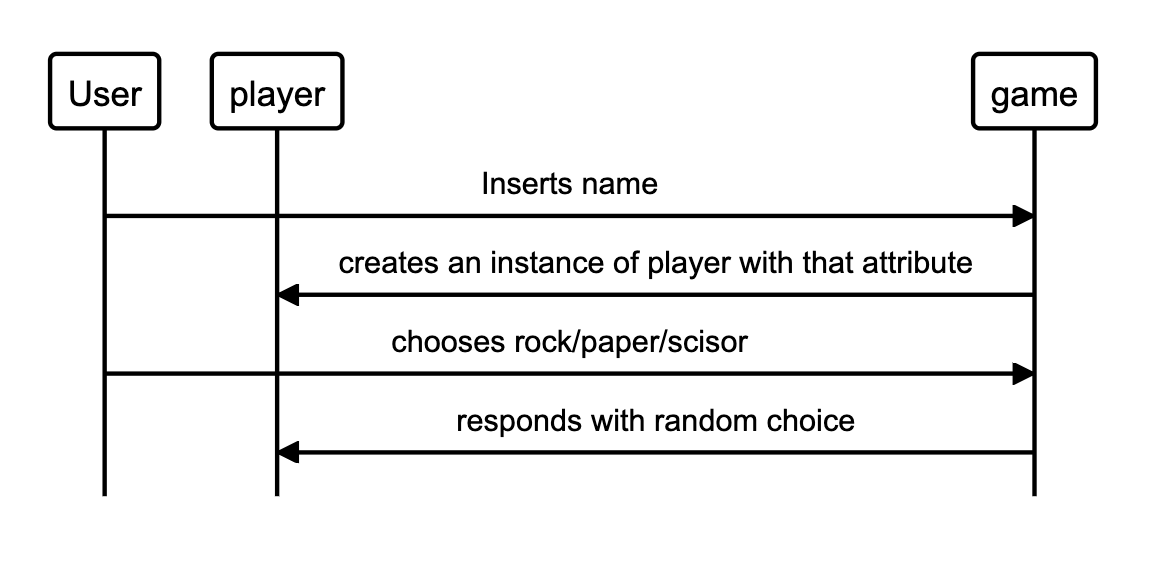 User
player
game
Inserts name
creates an instance of player with that attribute
chooses rock/paper/scisor
responds with random choice